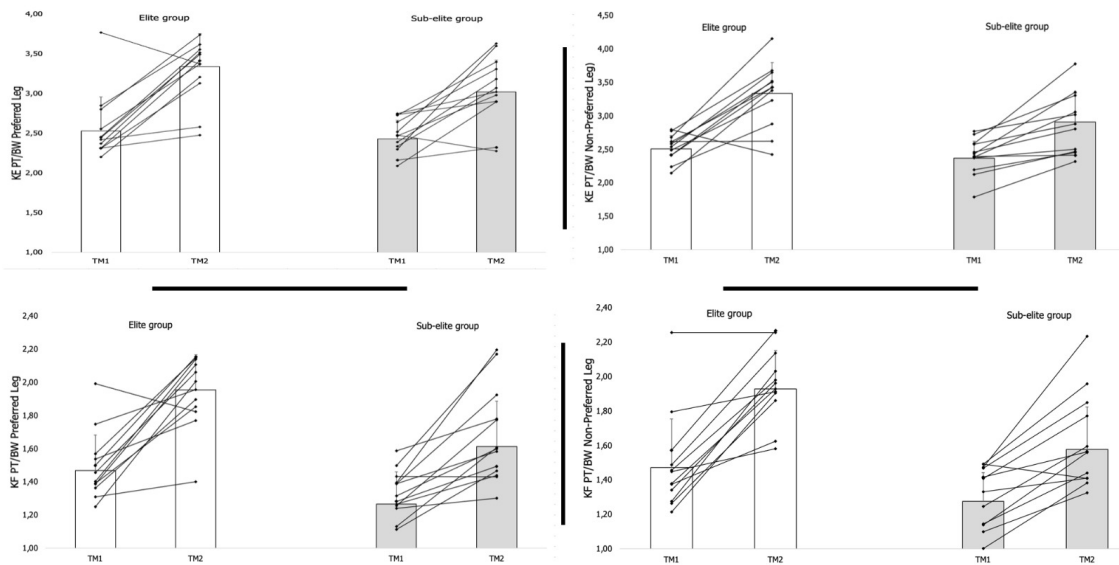 Elite group
Sub-elite group
KE PT/BW Preferred Leg
4,00
3,50
3,00
2,50
2,00
1,50
1,00
TM1
TM2
TM1
TM2
Elite group
Sub-elite group
KE PT/BW Non-Preferred Leg)
4,50
4,00
3,50
3,00
2,50
2,00
1,50
1,00
TM1
TM2
TM1
TM2
Elite group
Sub-elite group
KF PT/BW Preferred Leg
2,40
2,20
2,00
1,80
1,60
1,40
1,20
1,00
TM1
TM2
TM1
TM2
Elite group
Sub-elite group
KF PT/BW Non-Preferred Leg
2,40
2,20
2,00
1,80
1,60
1,40
1,20
1,00
TM1
TM2
TM1
TM2